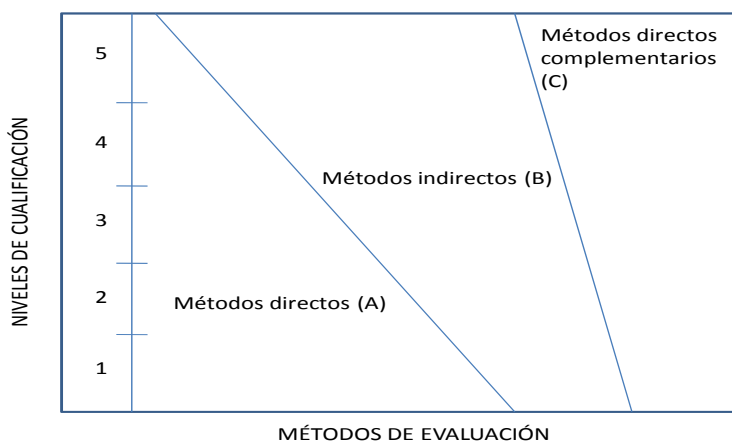 Métodos directos
complementarios
(C)
5
4
Métodos indirectos (B)
3
2
Métodos directos (A)
1
NIVELES DE CUALIFICACIÓN
MÉTODOS DE EVALUACIÓN